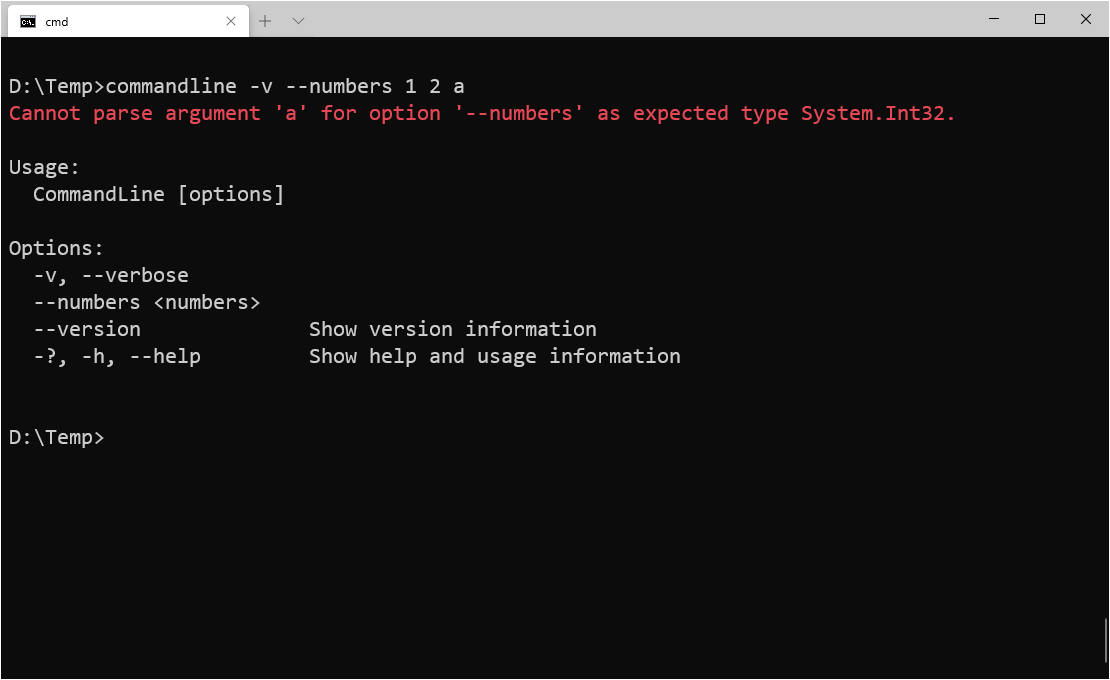 cmd
D:\Temp>commandline -v --numbers 1 2 a
Cannot parse argument 'a' for option '--numbers' as expected type System.Int32.
Usage:
  CommandLine [options]
Options:
  -v, --verbose
  --numbers <numbers>
  --version              Show version information
  -?, -h, --help         Show help and usage information
D:\Temp>